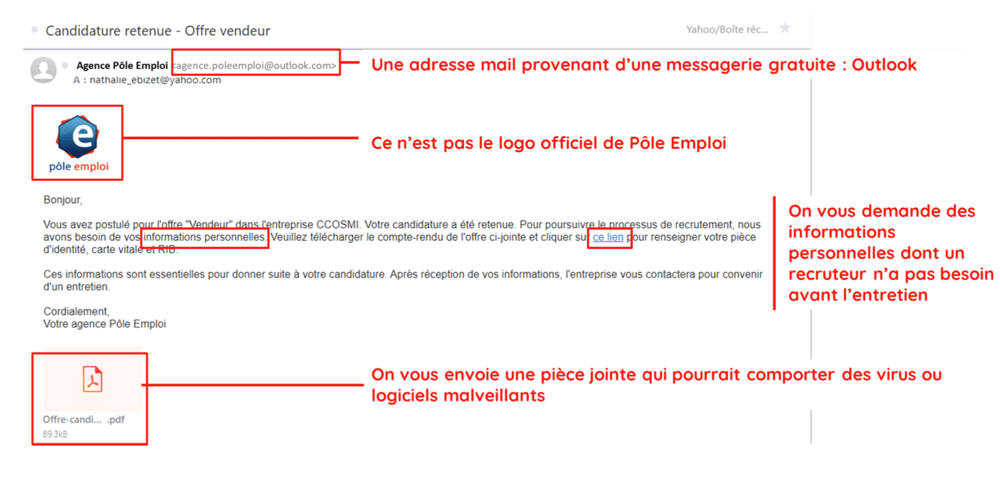 Candidature retenue - Offre vendeur
Yahoo/Boîte réc...
Agence Pôle Emploi <agence.poleemploi@outlook.com>
A : nathalie_ebizet@yahoo.com
Une adresse mail provenant d'une messagerie gratuite : Outlook
e
pôle emploi
Ce n'est pas le logo officiel de Pôle Emploi
Bonjour,
Vous avez postulé pour l'offre "Vendeur" dans l'entreprise CCOSMI. Votre candidature a été retenue. Pour poursuivre le processus de recrutement, nous
avons besoin de vos informations personnelles. Veuillez télécharger le compte-rendu de l'offre ci-jointe et cliquer sur ce lien pour renseigner votre pièce
d'identité, carte vitale et RIB.
Ces informations sont essentielles pour donner suite à votre candidature. Après réception de vos informations, l'entreprise vous contactera pour convenir
d'un entretien.
Cordialement,
Votre agence Pôle Emploi
On vous demande des
informations
personnelles dont un
recruteur n'a pas besoin
avant l'entretien
Offre-candi... .pdf
89.3kB
On vous envoie une pièce jointe qui pourrait comporter des virus ou
logiciels malveillants